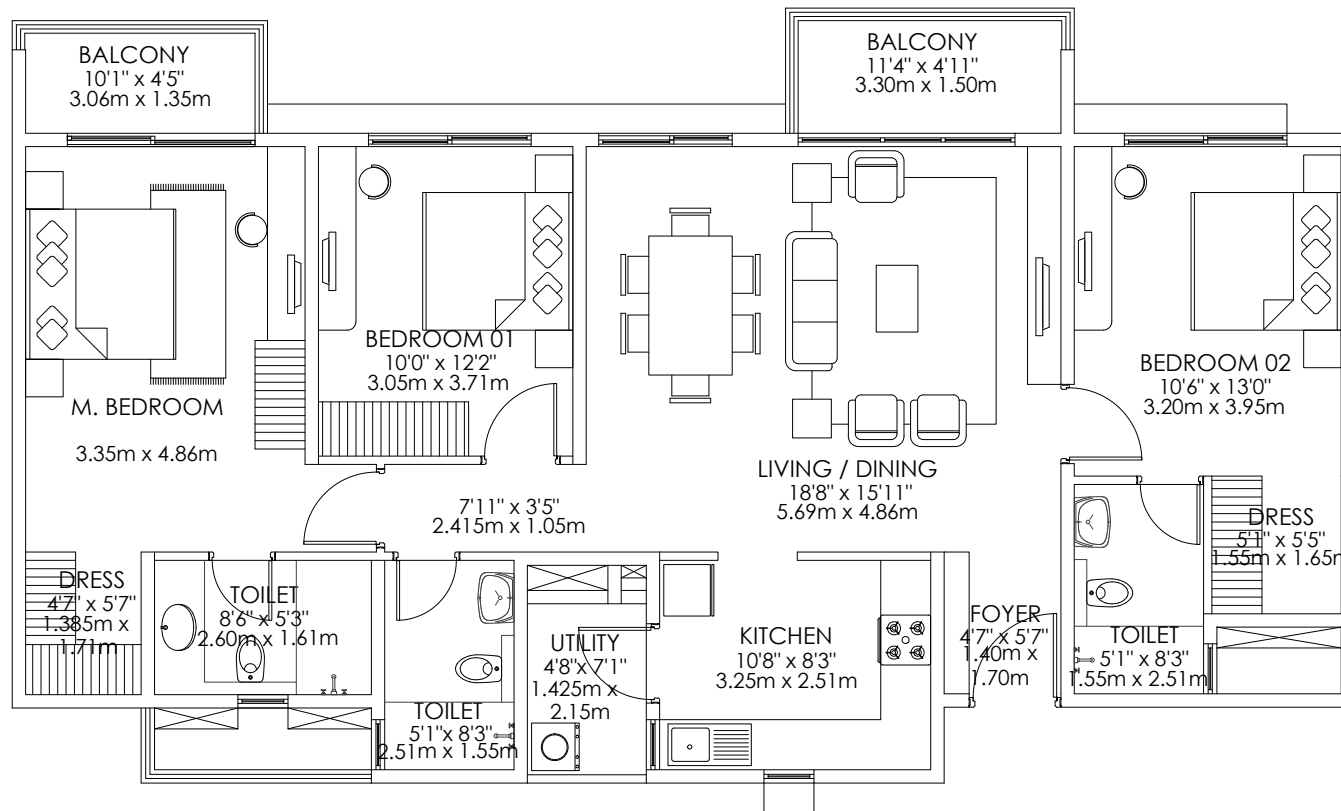 BALCONY
10'1" x 4'5"
3.06m x 1.35m
BALCONY
11'4" x 4'11"
3.30m x 1.50m
BEDROOM 01
10'0" x 12'2"
3.05m x 3.71m
BEDROOM 02
10'6" x 13'0"
3.20m x 3.95m
M. BEDROOM
3.35m x 4.86m
LIVING / DINING
18'8" x 15'11"
5.69m x 4.86m
7'11" x 3'5"
2.415m x 1.05m
DRESS
5'1" x 5'5"
1.55m x 1.65m
DRESS
4'7" x 5'7"
1.385m x
1.71m
TOILET
8'6" x 5'3"
2.60m x 1.61m
UTILITY
4'8"x 7'1"
1.425m x
2.15m
KITCHEN
10'8" x 8'3"
3.25m x 2.51m
FOYER
4'7" x 5'7"
1.40m x
1.70m
TOILET
5'1" x 8'3"
1.55m x 2.51m
TOILET
5'1" x 8'3"
2.51m x 1.55m